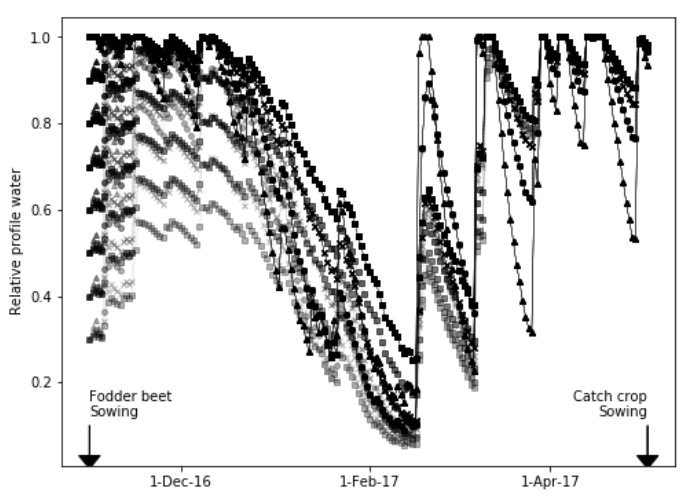 1.0
0.8
0.6
0.4
0.2
Relative profile water
Fodder beet
Sowing
Catch crop
Sowing
1-Dec-16
1-Feb-17
1-Apr-17